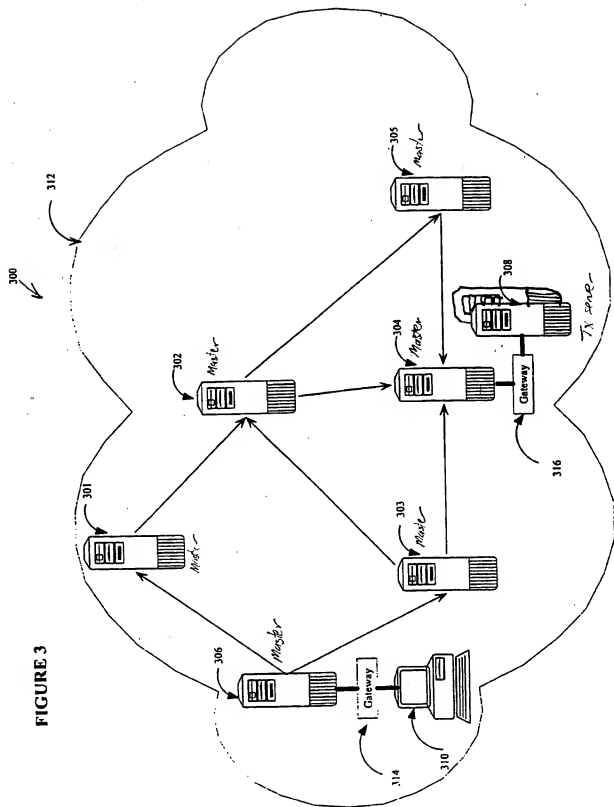 FIGURE 3
300
312
301
Master
302
Master
305
Master
306
Master
303
Master
304
Master
308
TX server
Gateway
314
310
Gateway
316